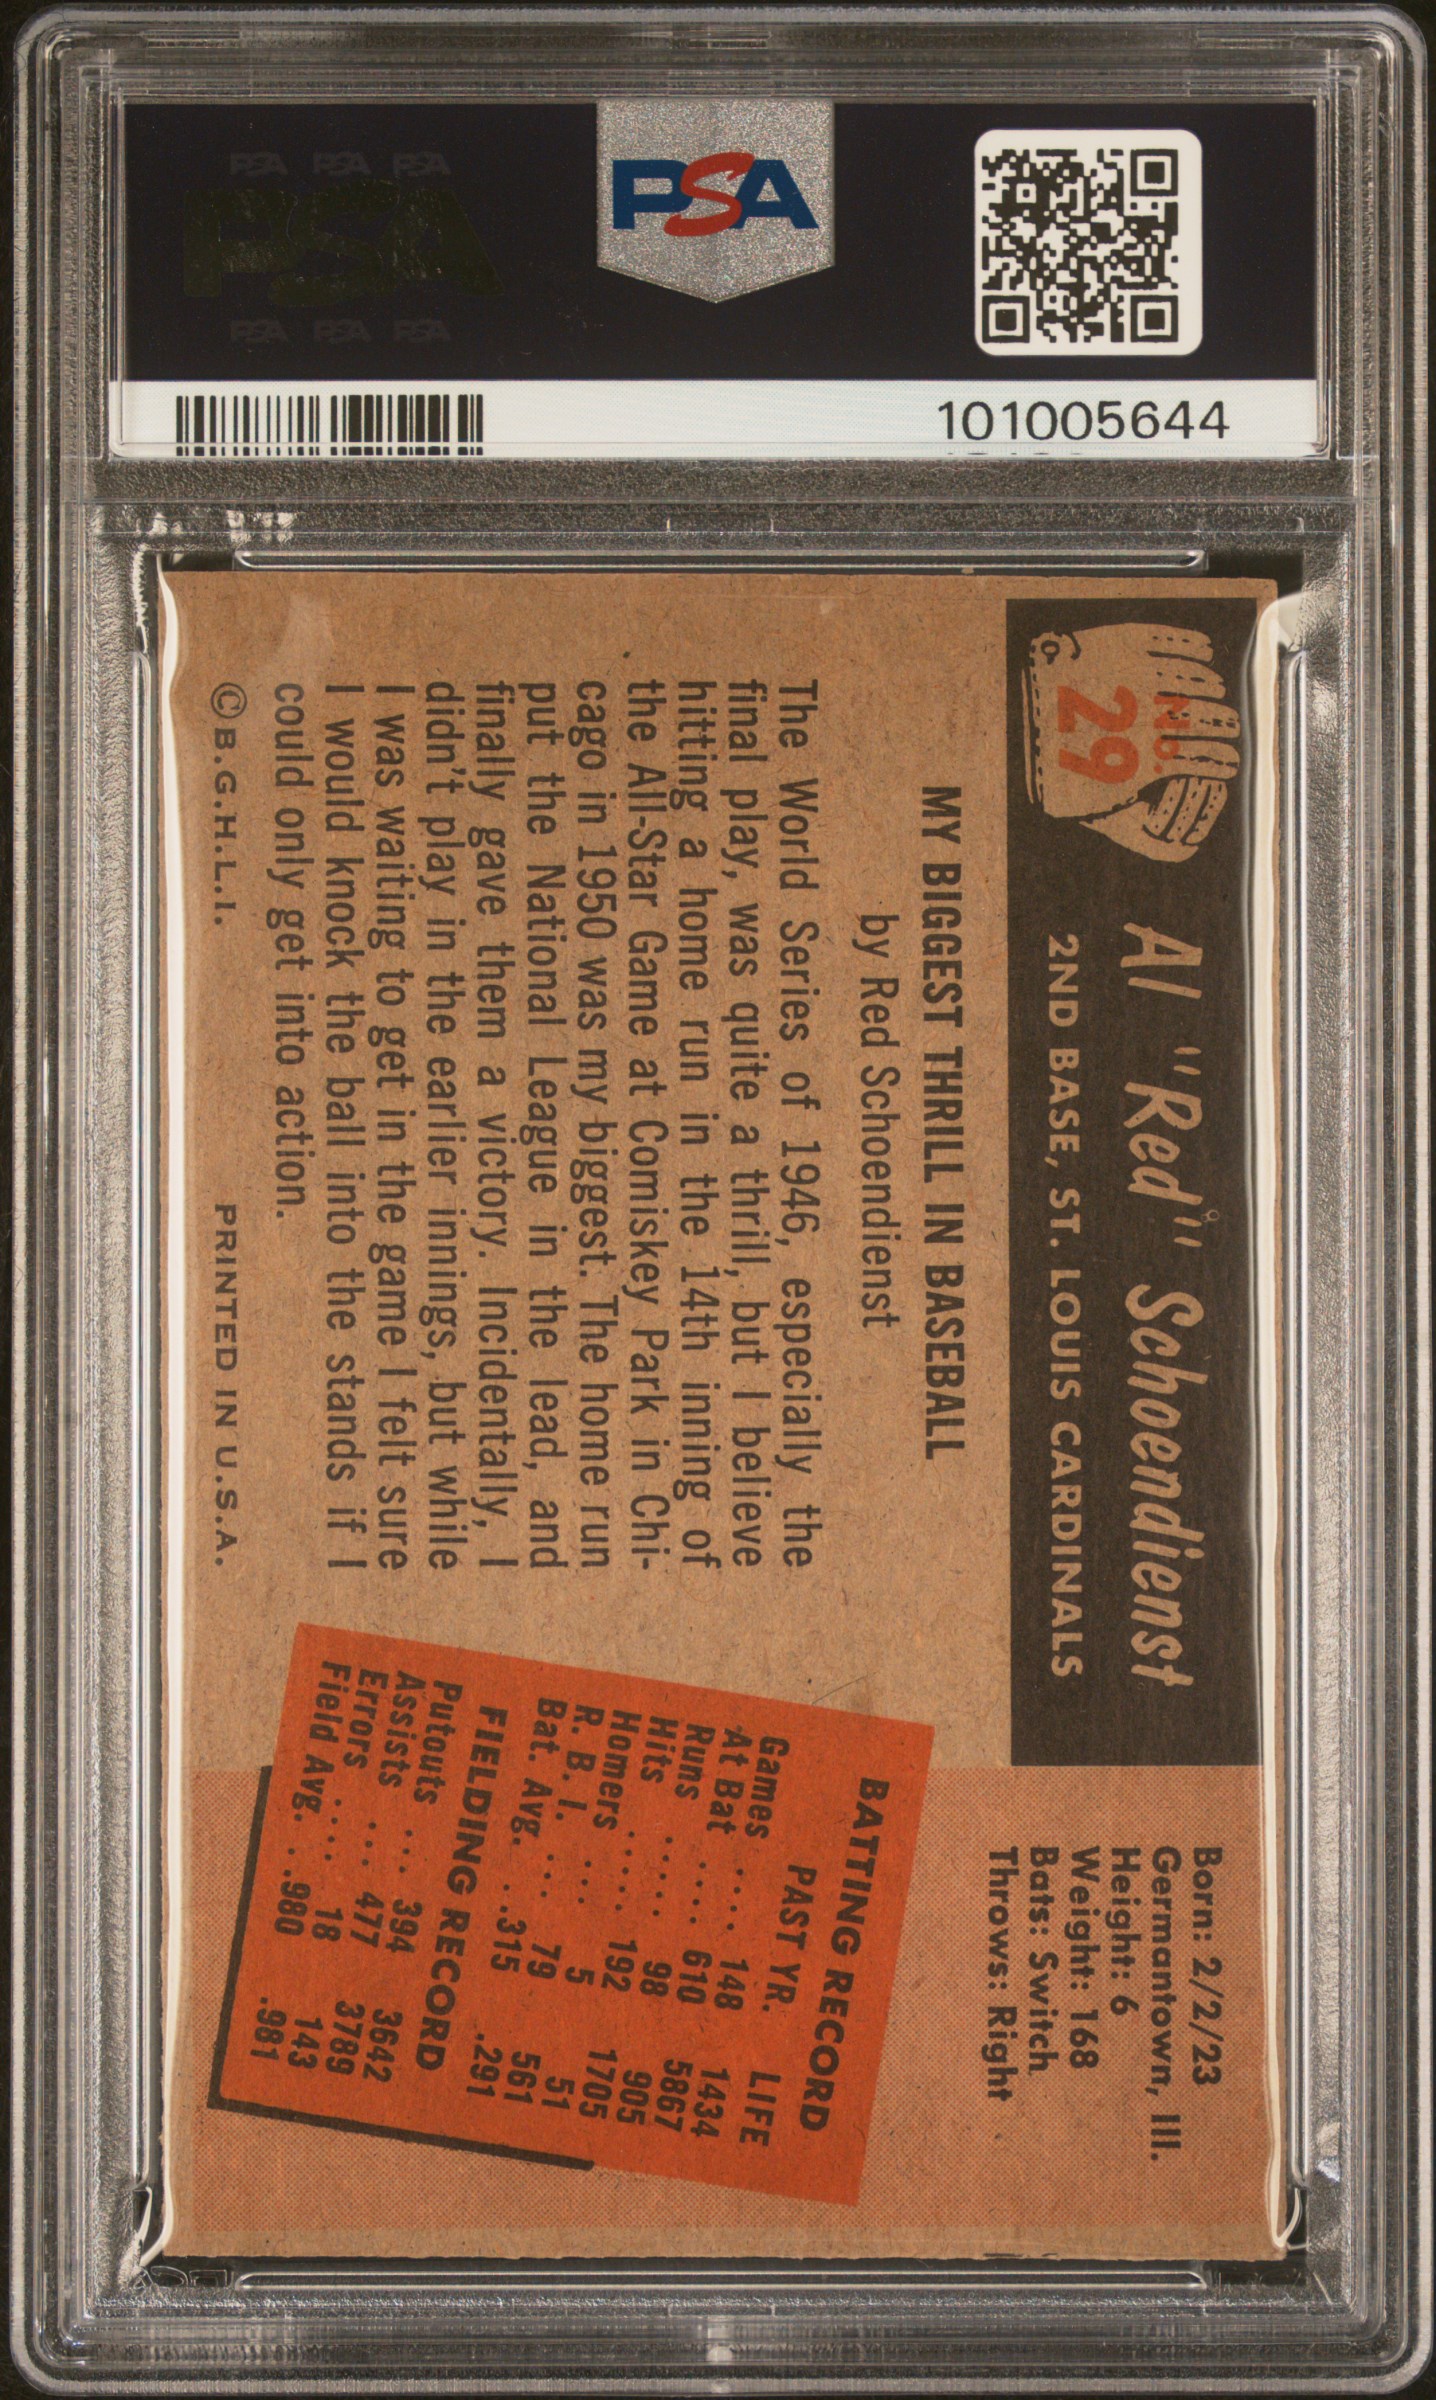 PSA PSA PSA
PSA
PSA PSA PSA
PSA
101005644
No.
29
Al "Red" Schoendienst
2ND BASE, ST. LOUIS CARDINALS
Born: 2/2/23
Germantown, Ill.
Height: 6
Weight: 168
Bats: Switch
Throws: Right
MY BIGGEST THRILL IN BASEBALL
by Red Schoendienst
The World Series of 1946, especially the
final play, was quite a thrill, but I believe
hitting a home run in the 14th inning of
the All-Star Game at Comiskey Park in Chi-
cago in 1950 was my biggest. The home run
put the National League in the lead, and
finally gave them a victory. Incidentally, I
didn't play in the earlier innings, but while
I was waiting to get in the game I felt sure
I would knock the ball into the stands if I
could only get into action.
© B.G.H.L.I. PRINTED IN U.S.A.
BATTING RECORD
PAST YR. LIFE
Games .... 148 1434
At Bat .... 610 5867
Runs ...... 98 905
Hits ...... 192 1705
Homers ... 5 51
R. B. I. .... 79 561
Bat. Avg. .. .315 .291
FIELDING RECORD
Putouts ... 394 3642
Assists ... 477 3789
Errors .... 18 143
Field Avg. . .980 .981